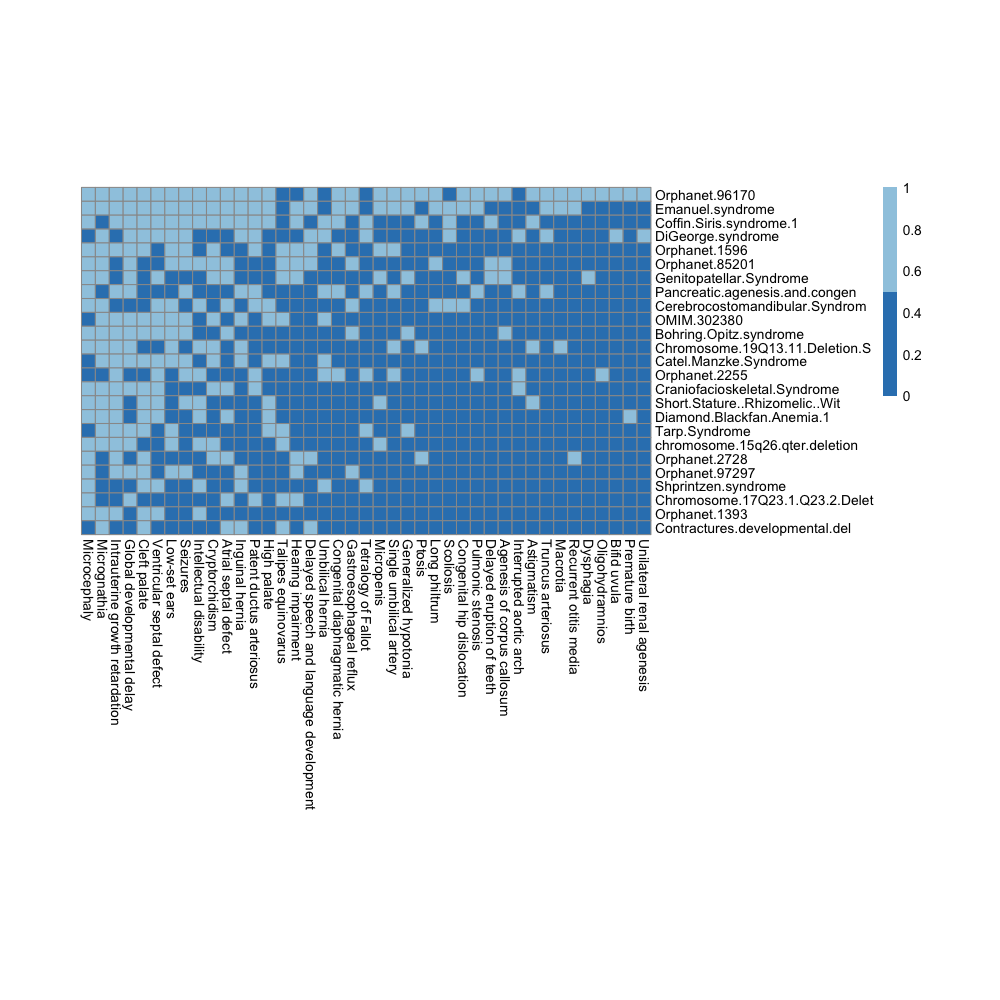 Orphanet.96170
Emanuel.syndrome
Coffin.Siris.syndrome.1
DiGeorge.syndrome
Orphanet.1596
Orphanet.85201
Genitopatellar.Syndrome
Pancreatic.agenesis.and.congen
Cerebrocostomandibular.Syndrom
OMIM.302380
Bohring.Opitz.syndrome
Chromosome.19Q13.11.Deletion.S
Catel.Manzke.Syndrome
Orphanet.2255
Craniofacioskeletal.Syndrome
Short.Stature..Rhizomelic..Wit
Diamond.Blackfan.Anemia.1
Tarp.Syndrome
chromosome.15q26.qter.deletion
Orphanet.2728
Orphanet.97297
Shprintzen.syndrome
Chromosome.17Q23.1.Q23.2.Delet
Orphanet.1393
Contractures.developmental.del
1
0.8
0.6
0.4
0.2
0
Microcephaly
Micrognathia
Intrauterine growth retardation
Global developmental delay
Cleft palate
Ventricular septal defect
Low-set ears
Seizures
Intellectual disability
Cryptorchidism
Atrial septal defect
Inguinal hernia
Patent ductus arteriosus
High palate
Talipes equinovarus
Hearing impairment
Delayed speech and language development
Umbilical hernia
Congenital diaphragmatic hernia
Gastroesophageal reflux
Tetralogy of Fallot
Micropenis
Single umbilical artery
Generalized hypotonia
Ptosis
Long philtrum
Scoliosis
Congenital hip dislocation
Pulmonic stenosis
Delayed eruption of teeth
Agenesis of corpus callosum
Interrupted aortic arch
Astigmatism
Truncus arteriosus
Macrotia
Recurrent otitis media
Dysphagia
Oligohydramnios
Bifid uvula
Premature birth
Unilateral renal agenesis